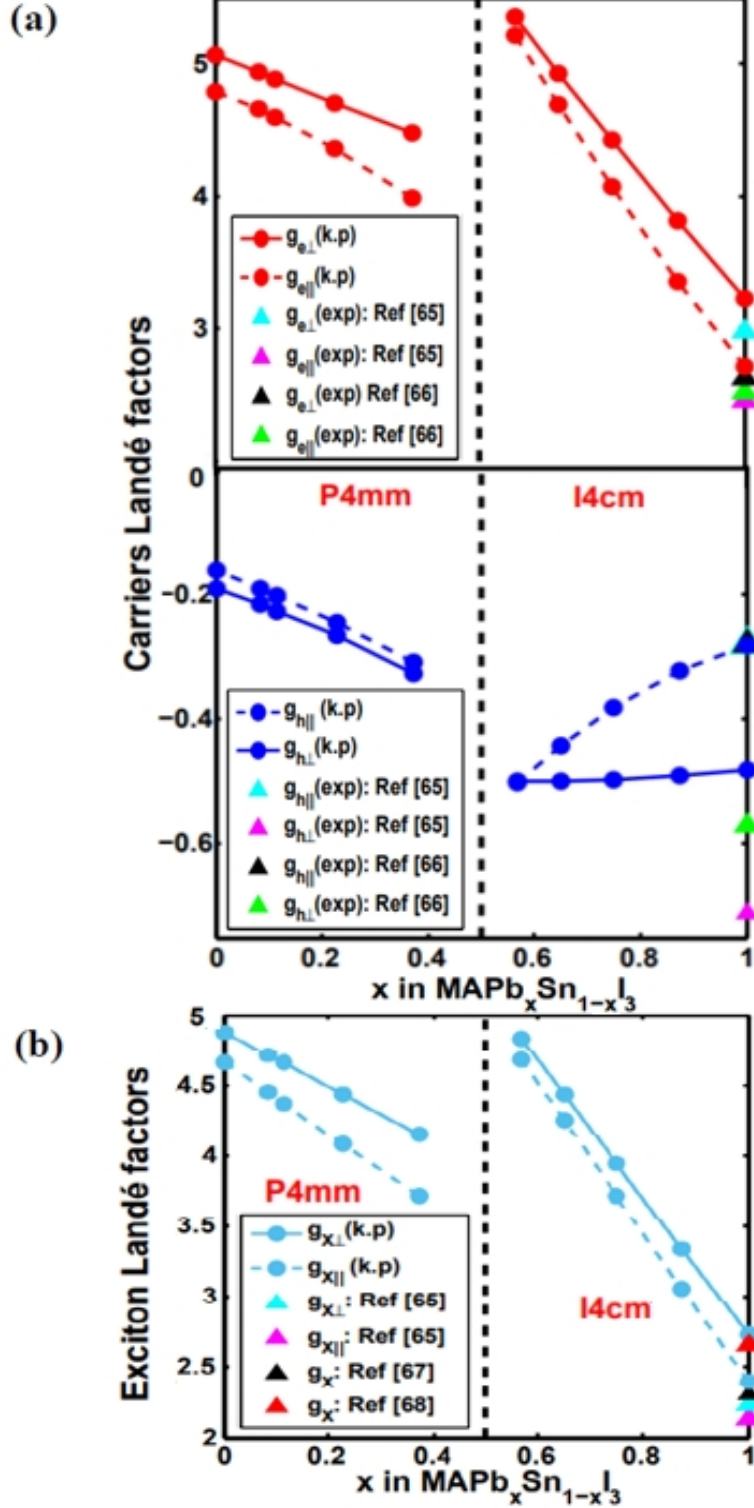 (a)
5
4
3
g_e⊥(k.p)
g_e||(k.p)
g_e⊥(exp): Ref [65]
g_e||(exp): Ref [65]
g_e⊥(exp) Ref [66]
g_e||(exp): Ref [66]
Carriers Landé factors
0
−0.2
−0.4
−0.6
P4mm
I4cm
g_h|| (k.p)
g_h⊥(k.p)
g_h||(exp): Ref [65]
g_h⊥(exp): Ref [65]
g_h||(exp): Ref [66]
g_h⊥(exp): Ref [66]
0 0.2 0.4 0.6 0.8 1
x in MAPb_xSn_1−xI_3
(b)
5
4.5
4
3.5
3
2.5
2
Exciton Landé factors
P4mm
I4cm
g_X⊥(k.p)
g_X|| (k.p)
g_X⊥: Ref [65]
g_X||: Ref [65]
g_X: Ref [67]
g_X: Ref [68]
0 0.2 0.4 0.6 0.8 1
x in MAPb_xSn_1−xI_3